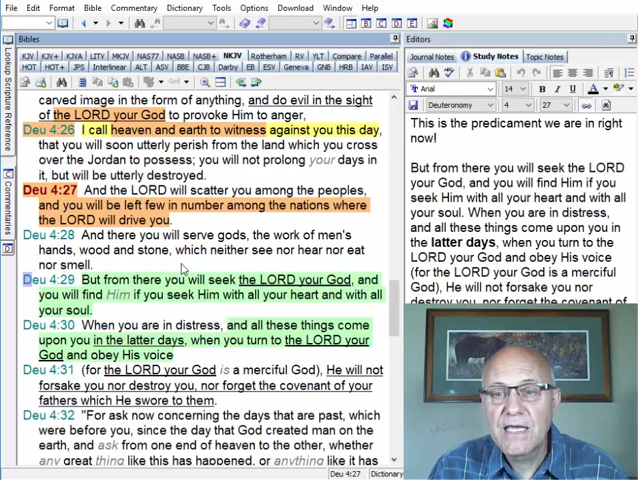 File Edit View Tools Bible Commentary Dictionary Tools Options Download Window Help
Bibles
KJV KJV+ KJVA LITV MKJV NAS77 NASB NASB+ NKJV Rotherham RV YLT Compare Parallel
HOT HOT+ JPS Interlinear ALT ASV BBE CJB Darby EB ESV Geneva GNB HRB IAV ISV
carved image in the form of anything, and do evil in the sight
of the LORD your God to provoke Him to anger,
Deu 4:26 I call heaven and earth to witness against you this day,
that you will soon utterly perish from the land which you cross
over the Jordan to possess; you will not prolong your days in
it, but will be utterly destroyed.
Deu 4:27 And the LORD will scatter you among the peoples,
and you will be left few in number among the nations where
the LORD will drive you.
Deu 4:28 And there you will serve gods, the work of men's
hands, wood and stone, which neither see nor hear nor eat
nor smell.
Deu 4:29 But from there you will seek the LORD your God, and
you will find Him if you seek Him with all your heart and with all
your soul.
Deu 4:30 When you are in distress, and all these things come
upon you in the latter days, when you turn to the LORD your
God and obey His voice
Deu 4:31 (for the LORD your God is a merciful God), He will not
forsake you nor destroy you, nor forget the covenant of your
fathers which He swore to them.
Deu 4:32 "For ask now concerning the days that are past, which
were before you, since the day that God created man on the
earth, and ask from one end of heaven to the other, whether
any great thing like this has happened, or anything like it has
Lookup Scripture Reference
Commentaries
Editors
Journal Notes Study Notes Topic Notes
Arial 14
Deuteronomy 4 27
This is the predicament we are in right
now!
But from there you will seek the LORD
your God, and you will find Him if you
seek Him with all your heart and with all
your soul. When you are in distress,
and all these things come upon you in
the latter days, when you turn to the
LORD your God and obey His voice
(for the LORD your God is a merciful
God), He will not forsake you nor
destroy you, nor forget the covenant of
Deu 4:27 Dictionary